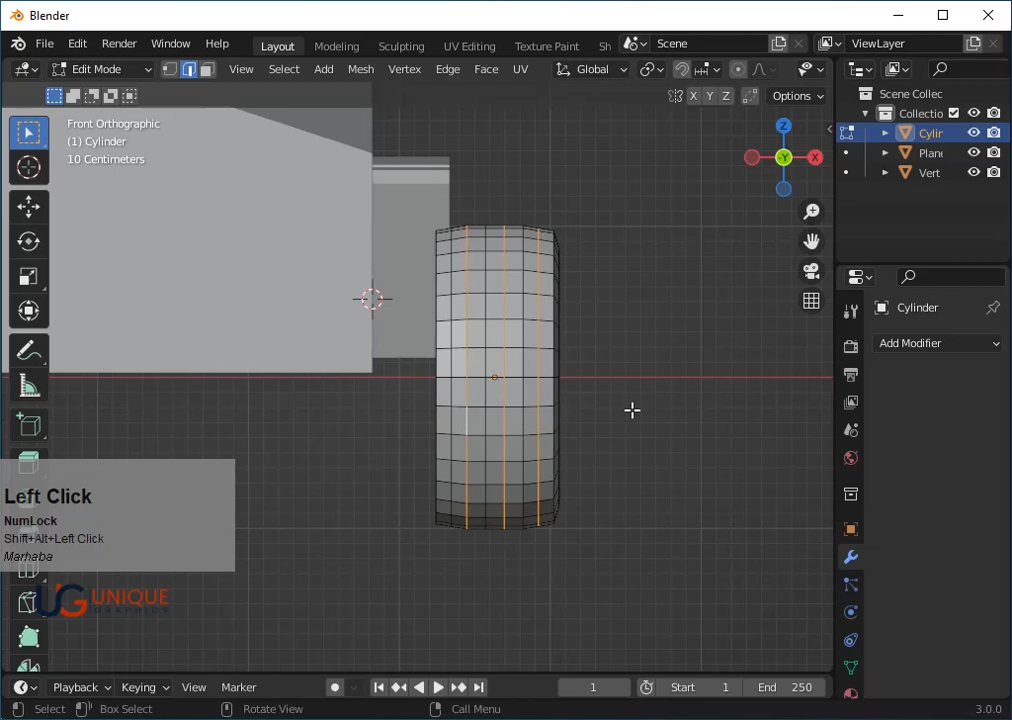 Blender
File Edit Render Window Help Layout Modeling Sculpting UV Editing Texture Paint Sh Scene ViewLayer
Edit Mode View Select Add Mesh Vertex Edge Face UV Global
X Y Z Options
Scene Collec
Collectio
Cylir
Plane
Vert
Front Orthographic
(1) Cylinder
10 Centimeters
Z
X
-Y
Cylinder
Add Modifier
Left Click
NumLock
Shift+Alt+Left Click
Marhaba
UG UNIQUE
GRAPHICS
Playback Keying View Marker 1 Start 1 End 250
Select Box Select Rotate View Call Menu 3.0.0